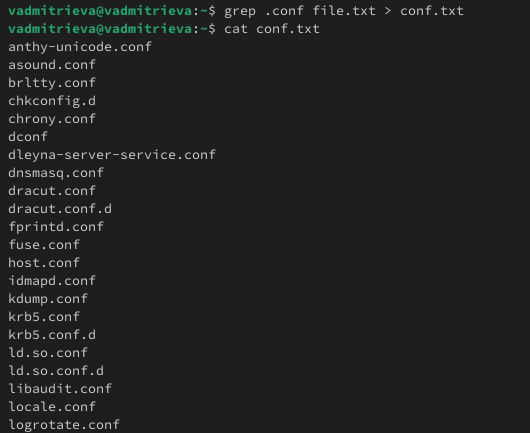 vadmitrieva@vadmitrieva:~$ grep .conf file.txt > conf.txt
vadmitrieva@vadmitrieva:~$ cat conf.txt
anthy-unicode.conf
asound.conf
brltty.conf
chkconfig.d
chrony.conf
dconf
dleyna-server-service.conf
dnsmasq.conf
dracut.conf
dracut.conf.d
fprintd.conf
fuse.conf
host.conf
idmapd.conf
kdump.conf
krb5.conf
krb5.conf.d
ld.so.conf
ld.so.conf.d
libaudit.conf
locale.conf
logrotate.conf